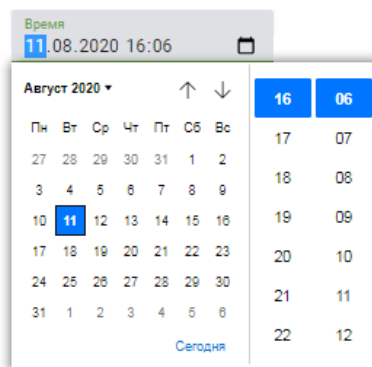 Время
11.08.2020 16:06
Август 2020
Пн Вт Ср Чт Пт Сб Вс
27 28 29 30 31 1 2
3 4 5 6 7 8 9
10 11 12 13 14 15 16
17 18 19 20 21 22 23
24 25 26 27 28 29 30
31 1 2 3 4 5 6
Сегодня
16 06
17 07
18 08
19 09
20 10
21 11
22 12